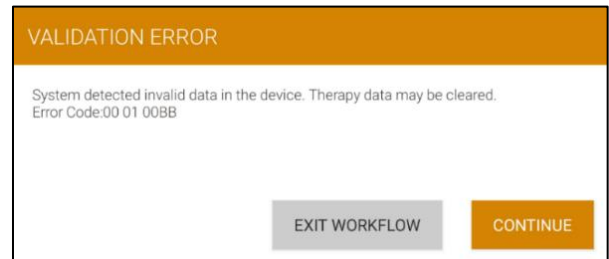 VALIDATION ERROR
System detected invalid data in the device. Therapy data may be cleared.
Error Code:00 01 00BB
EXIT WORKFLOW
CONTINUE